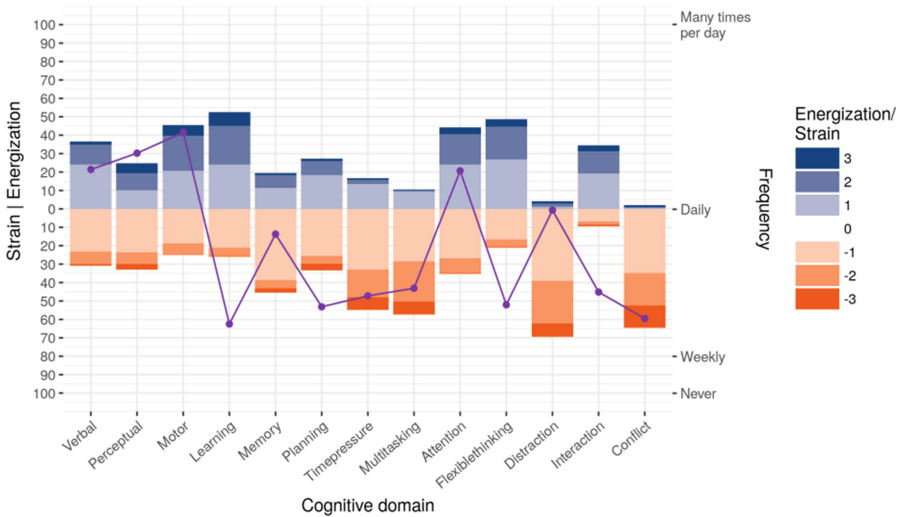 Many times
per day
100
90
80
70
60
50
40
30
20
10
0
10
20
30
40
50
60
70
80
90
100
Strain | Energization
Daily
Weekly
Never
Frequency
Energization/
Strain
3
2
1
0
-1
-2
-3
Verbal
Perceptual
Motor
Learning
Memory
Planning
Timepressure
Multitasking
Attention
Flexiblethinking
Distraction
Interaction
Conflict
Cognitive domain